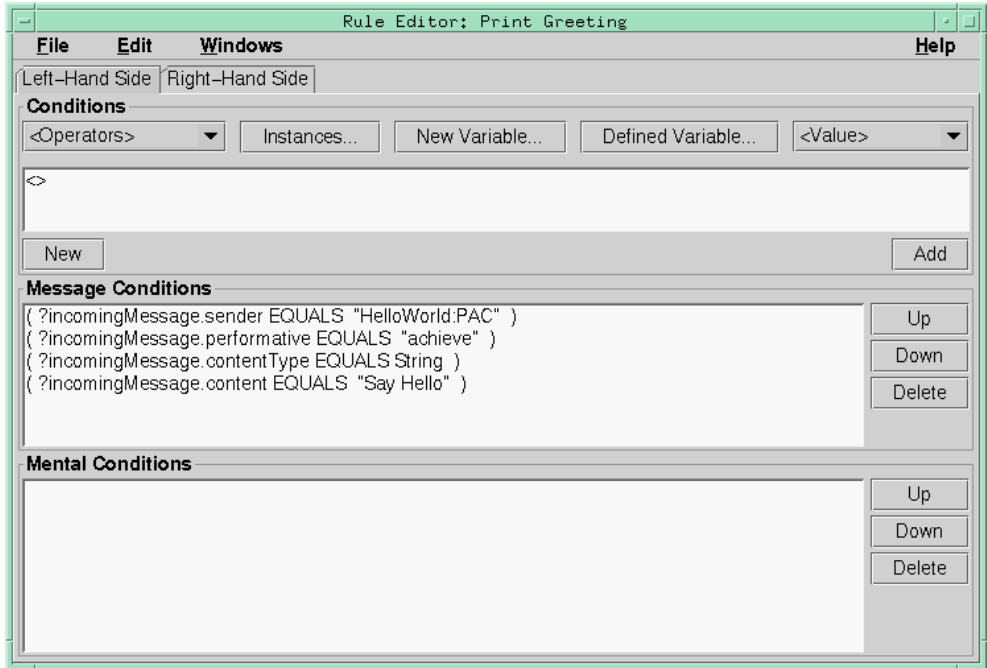 Rule Editor: Print Greeting
File Edit Windows Help
Left-Hand Side Right-Hand Side
Conditions
<Operators> Instances... New Variable... Defined Variable... <Value>
<>
New Add
Message Conditions
( ?incomingMessage.sender EQUALS "HelloWorld:PAC" )
( ?incomingMessage.performative EQUALS "achieve" )
( ?incomingMessage.contentType EQUALS String )
( ?incomingMessage.content EQUALS "Say Hello" )
Up
Down
Delete
Mental Conditions
Up
Down
Delete